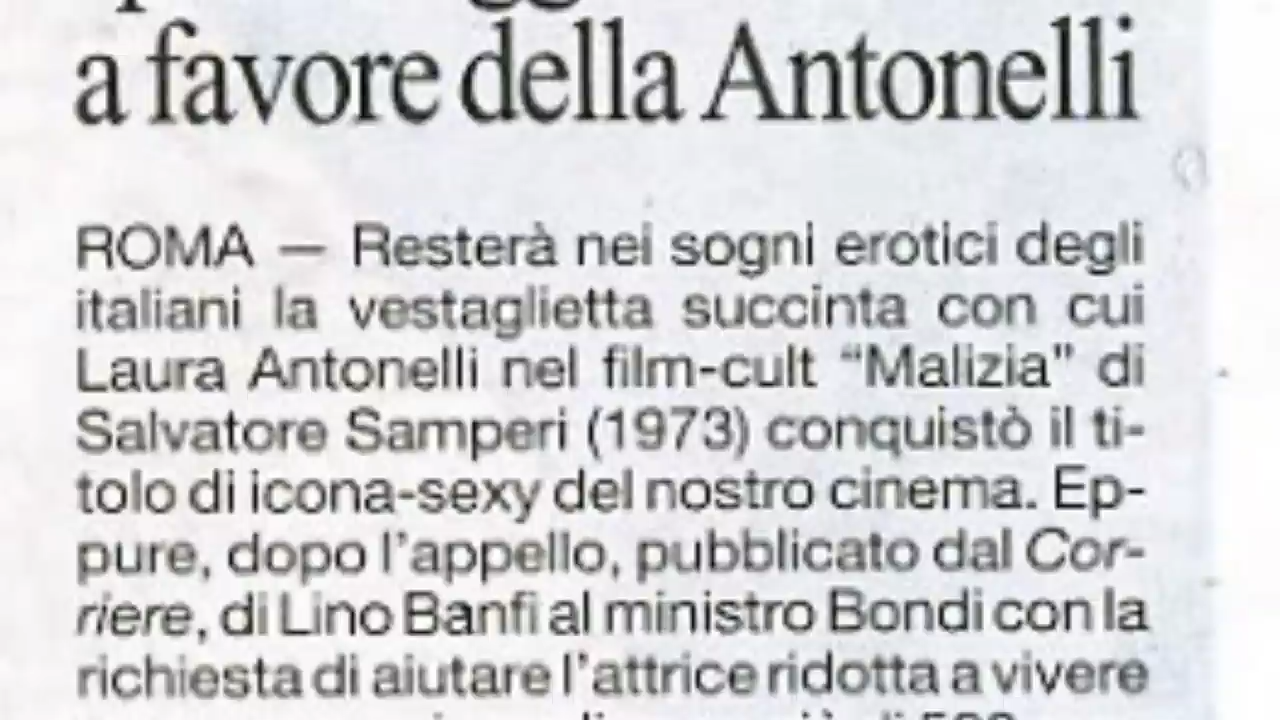 a favore della Antonelli
ROMA — Resterà nei sogni erotici degli
italiani la vestaglietta succinta con cui
Laura Antonelli nel film-cult “Malizia” di
Salvatore Samperi (1973) conquistò il ti-
tolo di icona-sexy del nostro cinema. Ep-
pure, dopo l’appello, pubblicato dal Cor-
riere, di Lino Banfi al ministro Bondi con la
richiesta di aiutare l’attrice ridotta a vivere